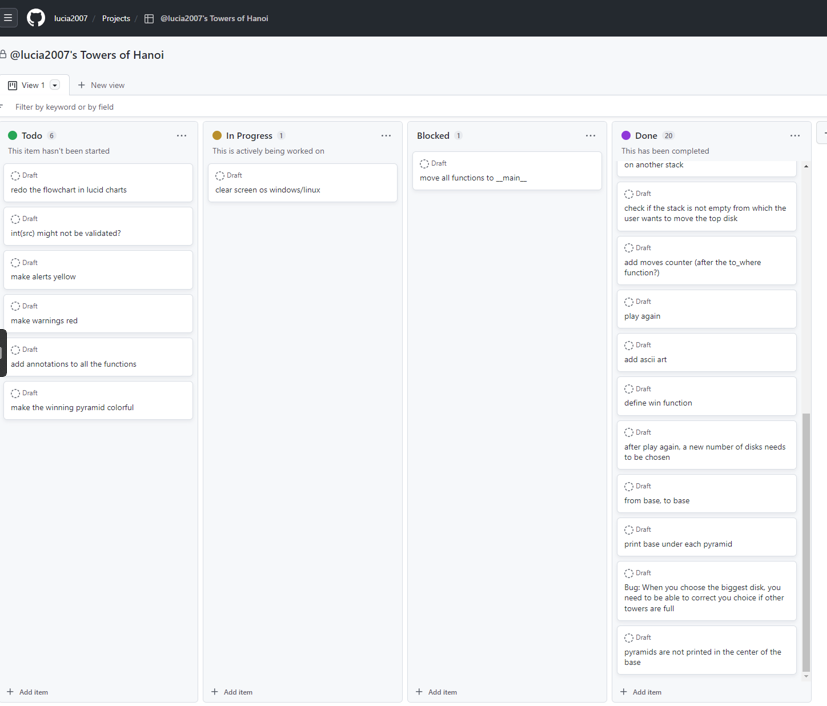 lucia2007 / Projects / @lucia2007's Towers of Hanoi
@lucia2007's Towers of Hanoi
View 1
New view
Filter by keyword or by field
Todo 6
This item hasn't been started
Draft
redo the flowchart in lucid charts
Draft
int(src) might not be validated?
Draft
make alerts yellow
Draft
make warnings red
Draft
add annotations to all the functions
Draft
make the winning pyramid colorful
Add item
In Progress 1
This is actively being worked on
Draft
clear screen os windows/linux
Add item
Blocked 1
Draft
move all functions to __main__
Add item
Done 20
This has been completed
on another stack
Draft
check if the stack is not empty from which the
user wants to move the top disk
Draft
add moves counter (after the to_where
function?)
Draft
play again
Draft
add ascii art
Draft
define win function
Draft
after play again, a new number of disks needs
to be chosen
Draft
from base, to base
Draft
print base under each pyramid
Draft
Bug: When you choose the biggest disk, you
need to be able to correct you choice if other
towers are full
Draft
pyramids are not printed in the center of the
base
Add item